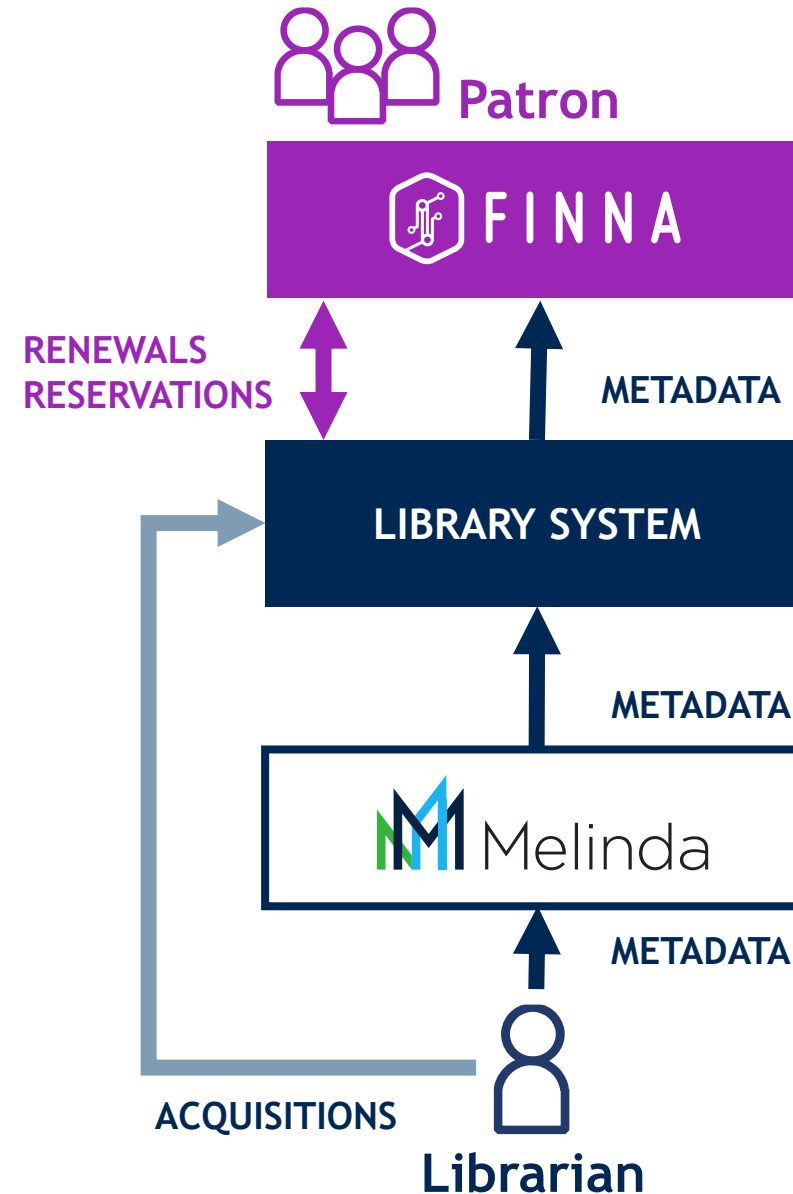 Patron
FINNA
RENEWALS
RESERVATIONS
METADATA
LIBRARY SYSTEM
METADATA
Melinda
METADATA
ACQUISITIONS
Librarian